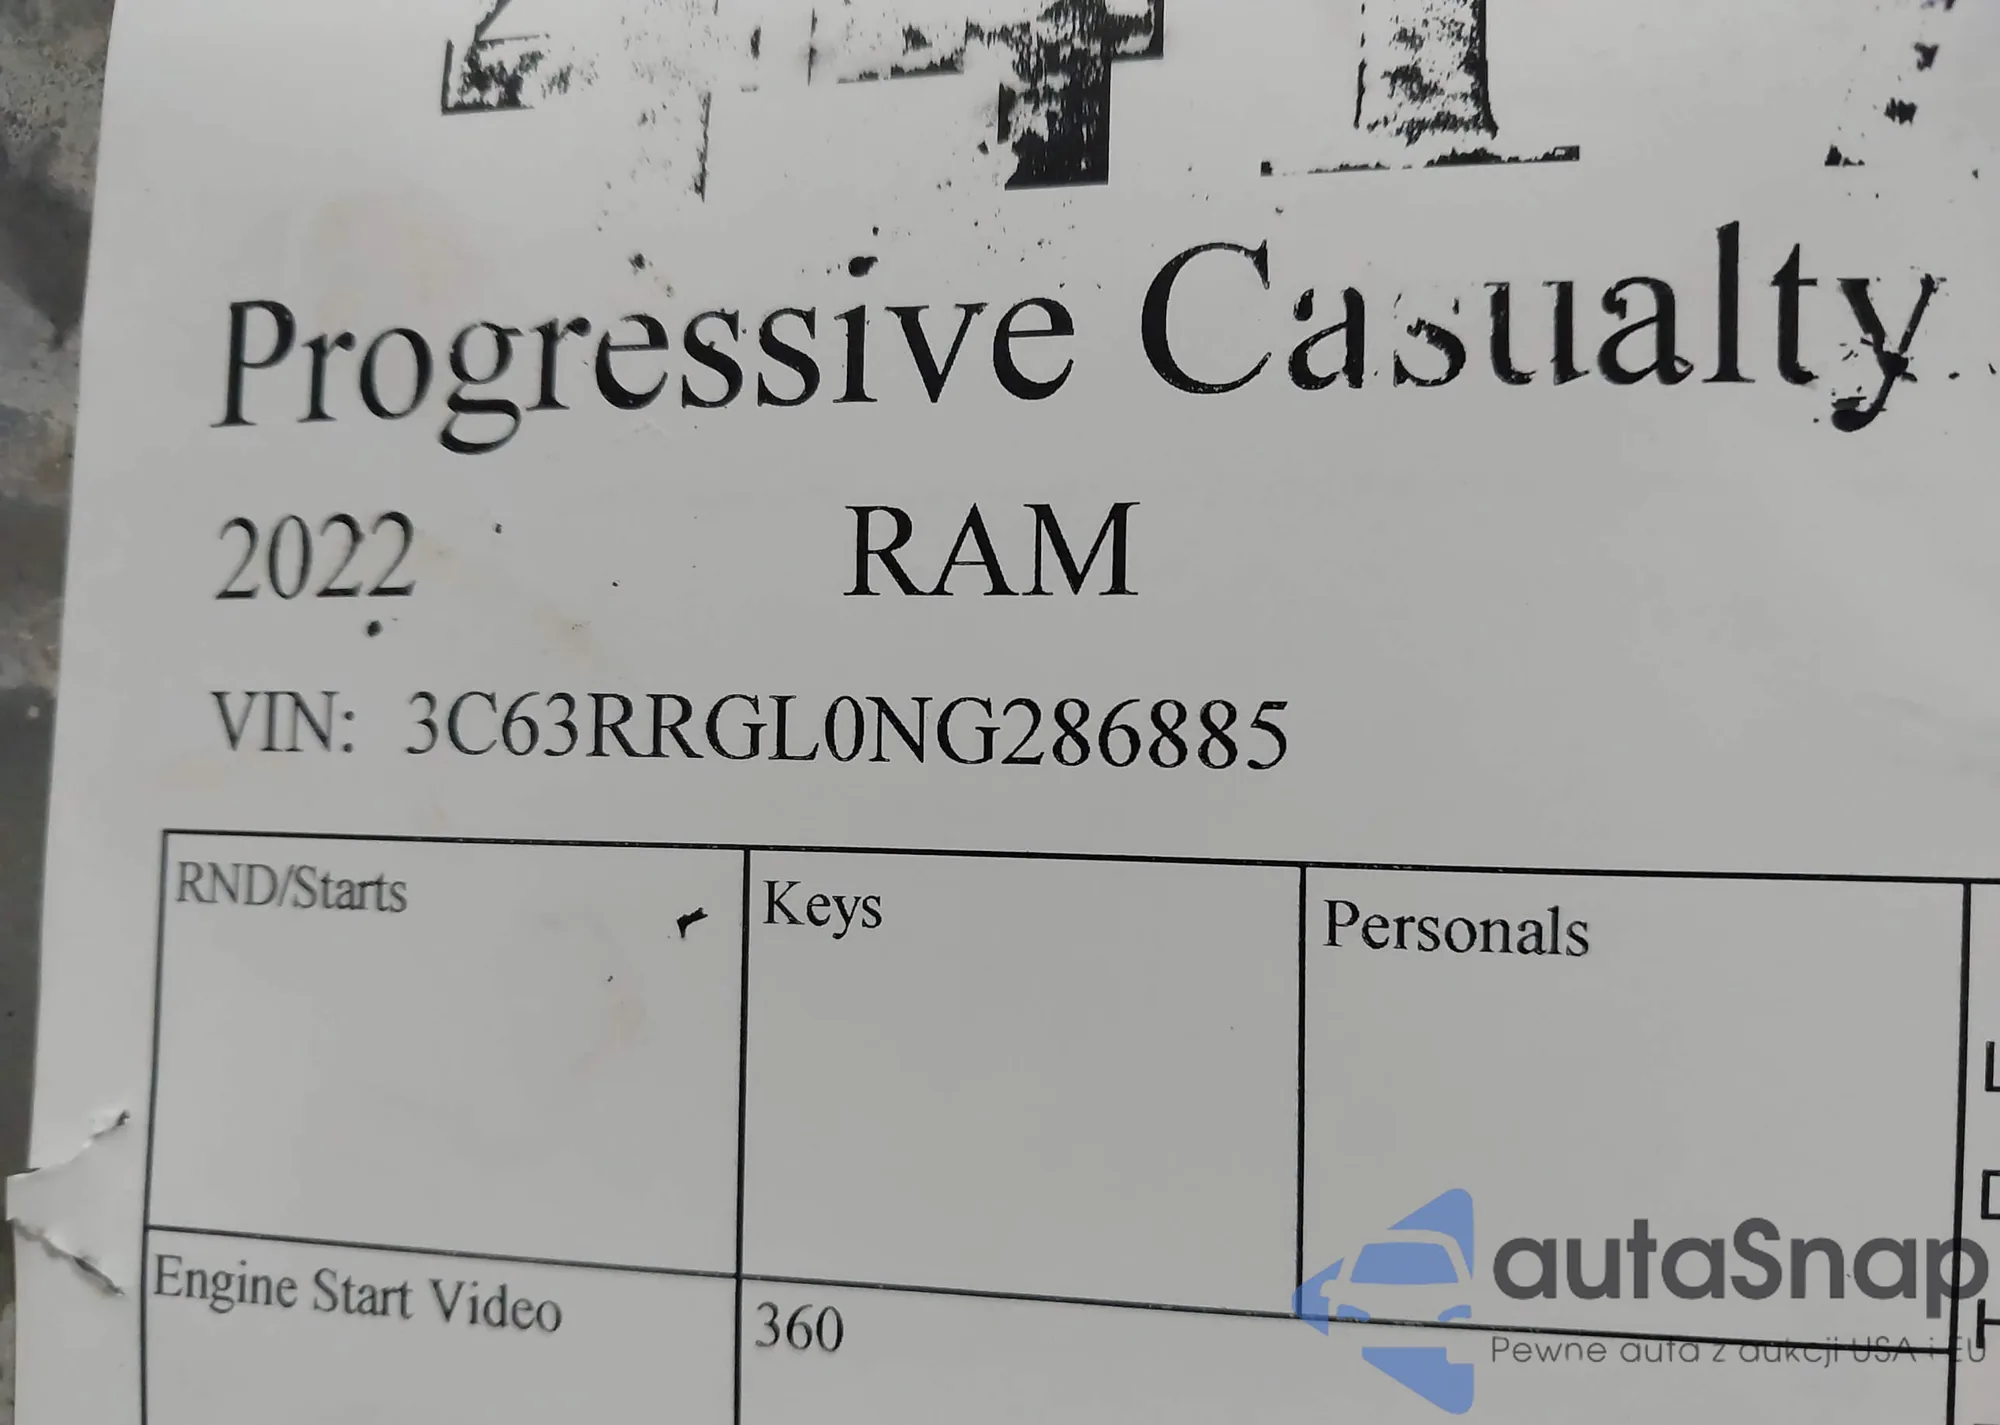 Progressive Casualty
2022 RAM
VIN: 3C63RRGL0NG286885
RND/Starts Keys Personals
Engine Start Video 360
autaSnap
Pewne auta z aukcji USA i EU